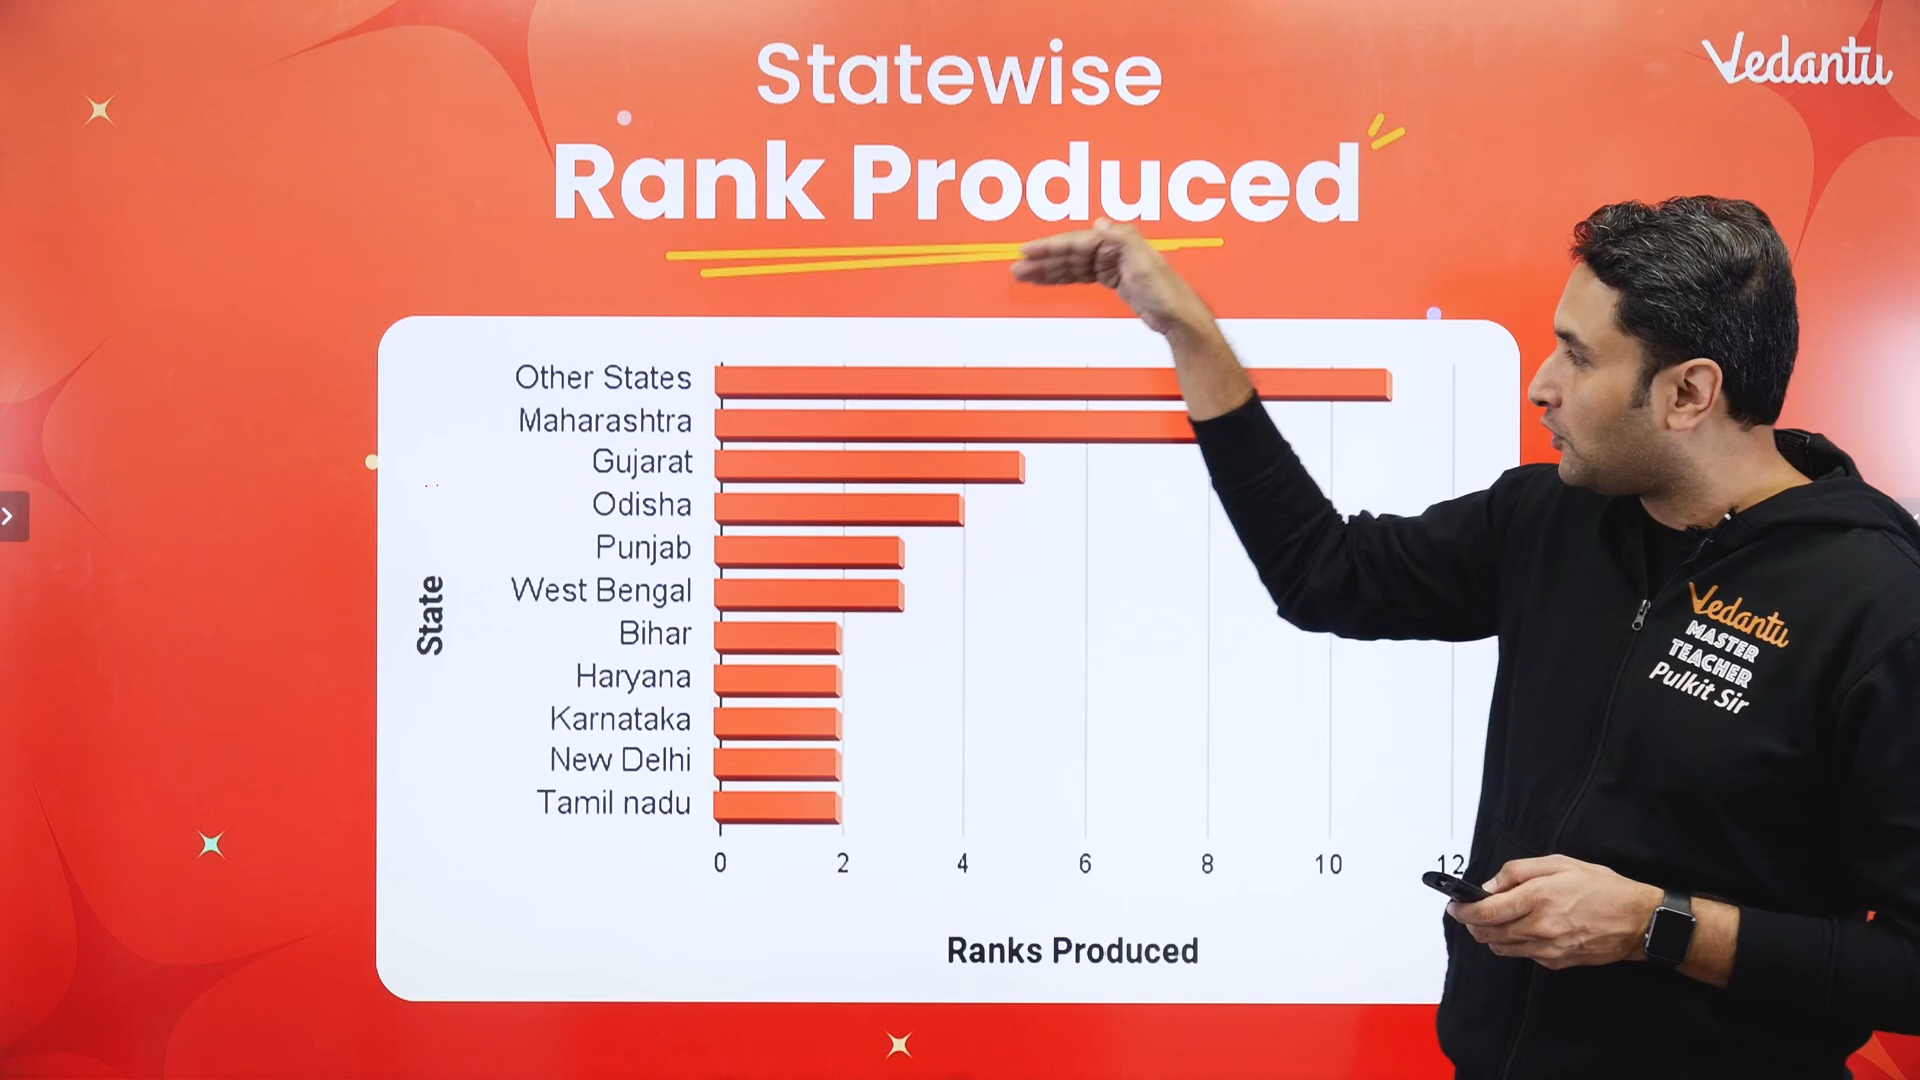 Statewise
Rank Produced
Vedantu
Other States
Maharashtra
Gujarat
Odisha
Punjab
West Bengal
Bihar
Haryana
Karnataka
New Delhi
Tamil nadu
State
0 2 4 6 8 10 12
Ranks Produced
Vedantu
MASTER
TEACHER
Pulkit Sir